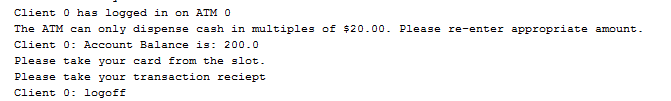 Client 0 has logged in on ATM 0
The ATM can only dispense cash in multiples of $20.00. Please re-enter appropriate amount.
Client 0: Account Balance is: 200.0
Please take your card from the slot.
Please take your transaction reciept
Client 0: logoff